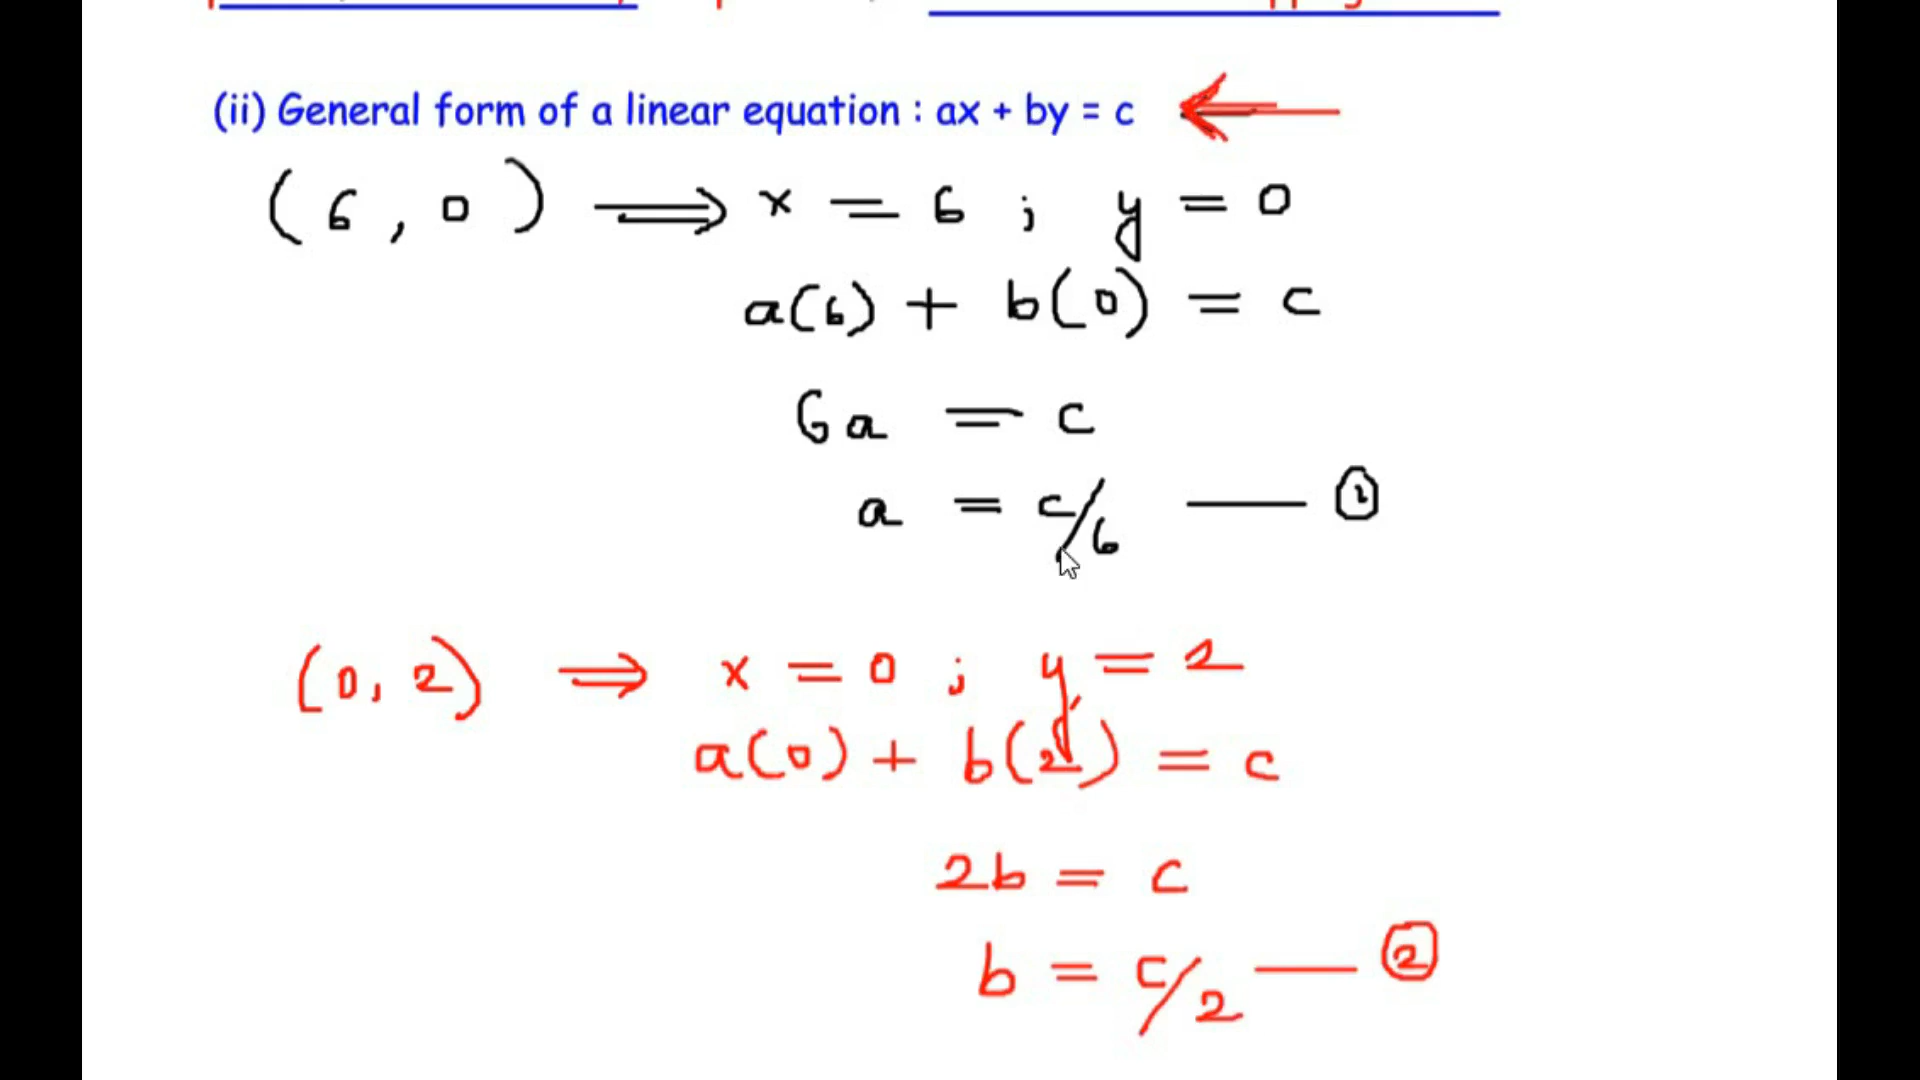 (ii) General form of a linear equation : ax + by = c
(6, 0) ⟹ x = 6 ; y = 0
a(6) + b(0) = c
6a = c
a = c/6 —— ①
(0, 2) ⟹ x = 0 ; y = 2
a(0) + b(2) = c
2b = c
b = c/2 —— ②